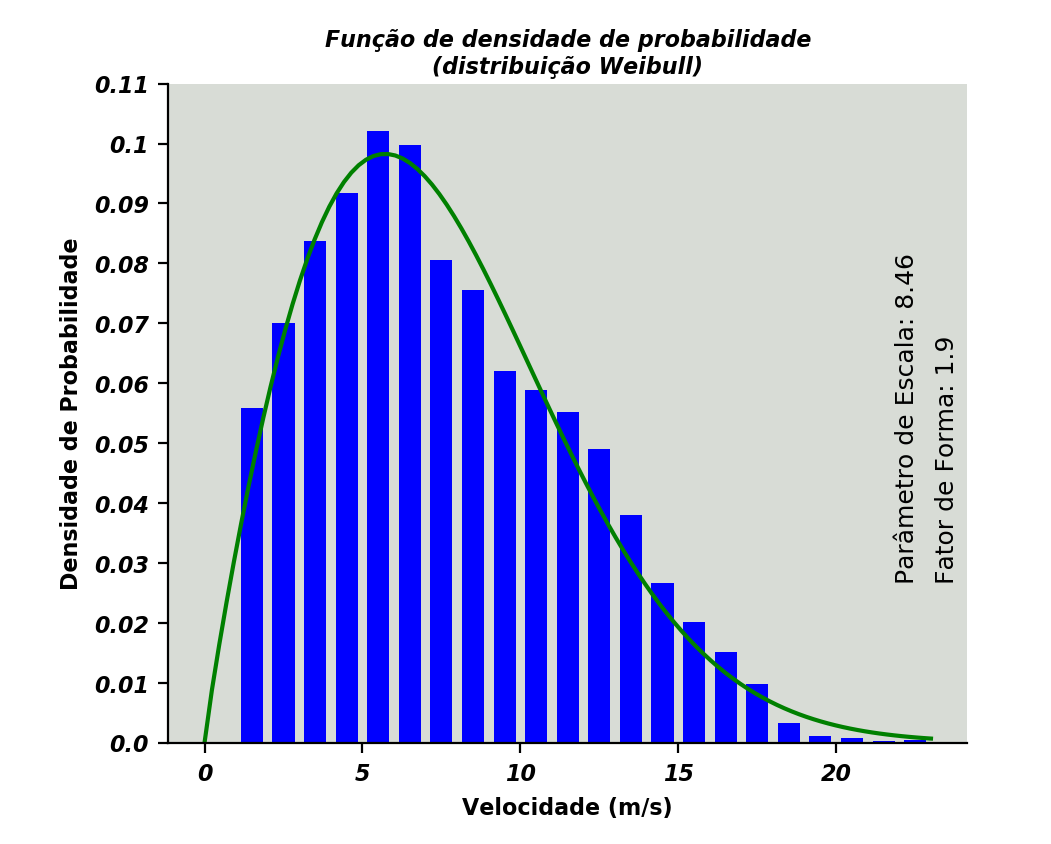 Função de densidade de probabilidade
(distribuição Weibull)
Densidade de Probabilidade
0.11
0.1
0.09
0.08
0.07
0.06
0.05
0.04
0.03
0.02
0.01
0.0
Parâmetro de Escala: 8.46
Fator de Forma: 1.9
0 5 10 15 20
Velocidade (m/s)